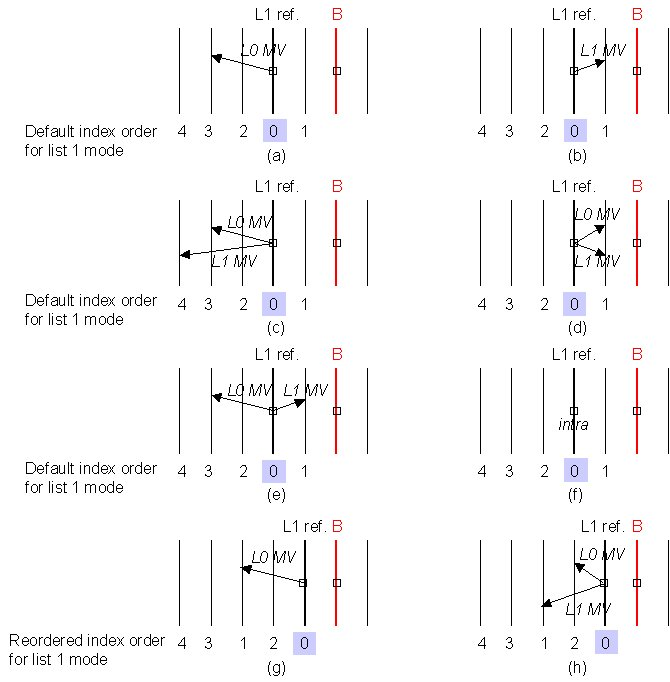 L1 ref. B
L1 ref. B
L0 MV
L1 MV
Default index order
for list 1 mode
4 3 2 0 1
(a)
4 3 2 0 1
(b)
L1 ref. B
L1 ref. B
L0 MV
L1 MV
L0 MV
L1 MV
Default index order
for list 1 mode
4 3 2 0 1
(c)
4 3 2 0 1
(d)
L1 ref. B
L1 ref. B
L0 MV L1 MV
intra
Default index order
for list 1 mode
4 3 2 0 1
(e)
4 3 2 0 1
(f)
L1 ref. B
L1 ref. B
L0 MV
L0 MV
L1 MV
Reordered index order
for list 1 mode
4 3 1 2 0
(g)
4 3 1 2 0
(h)